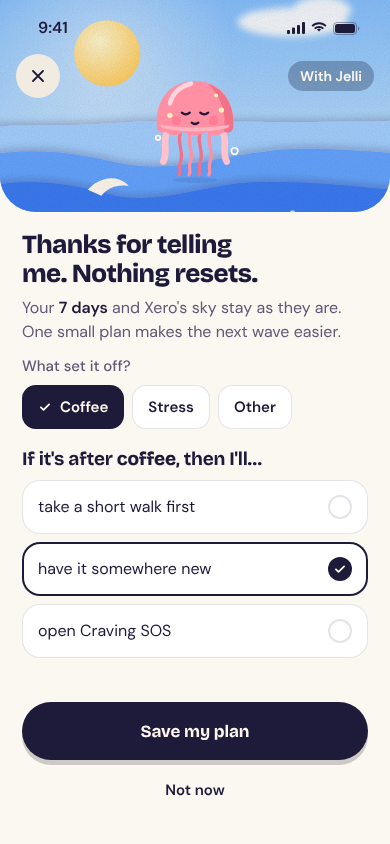 9:41
With Jelli
Thanks for telling
me. Nothing resets.
Your 7 days and Xero's sky stay as they are.
One small plan makes the next wave easier.
What set it off?
Coffee
Stress
Other
If it's after coffee, then I'll...
take a short walk first
have it somewhere new
open Craving SOS
Save my plan
Not now